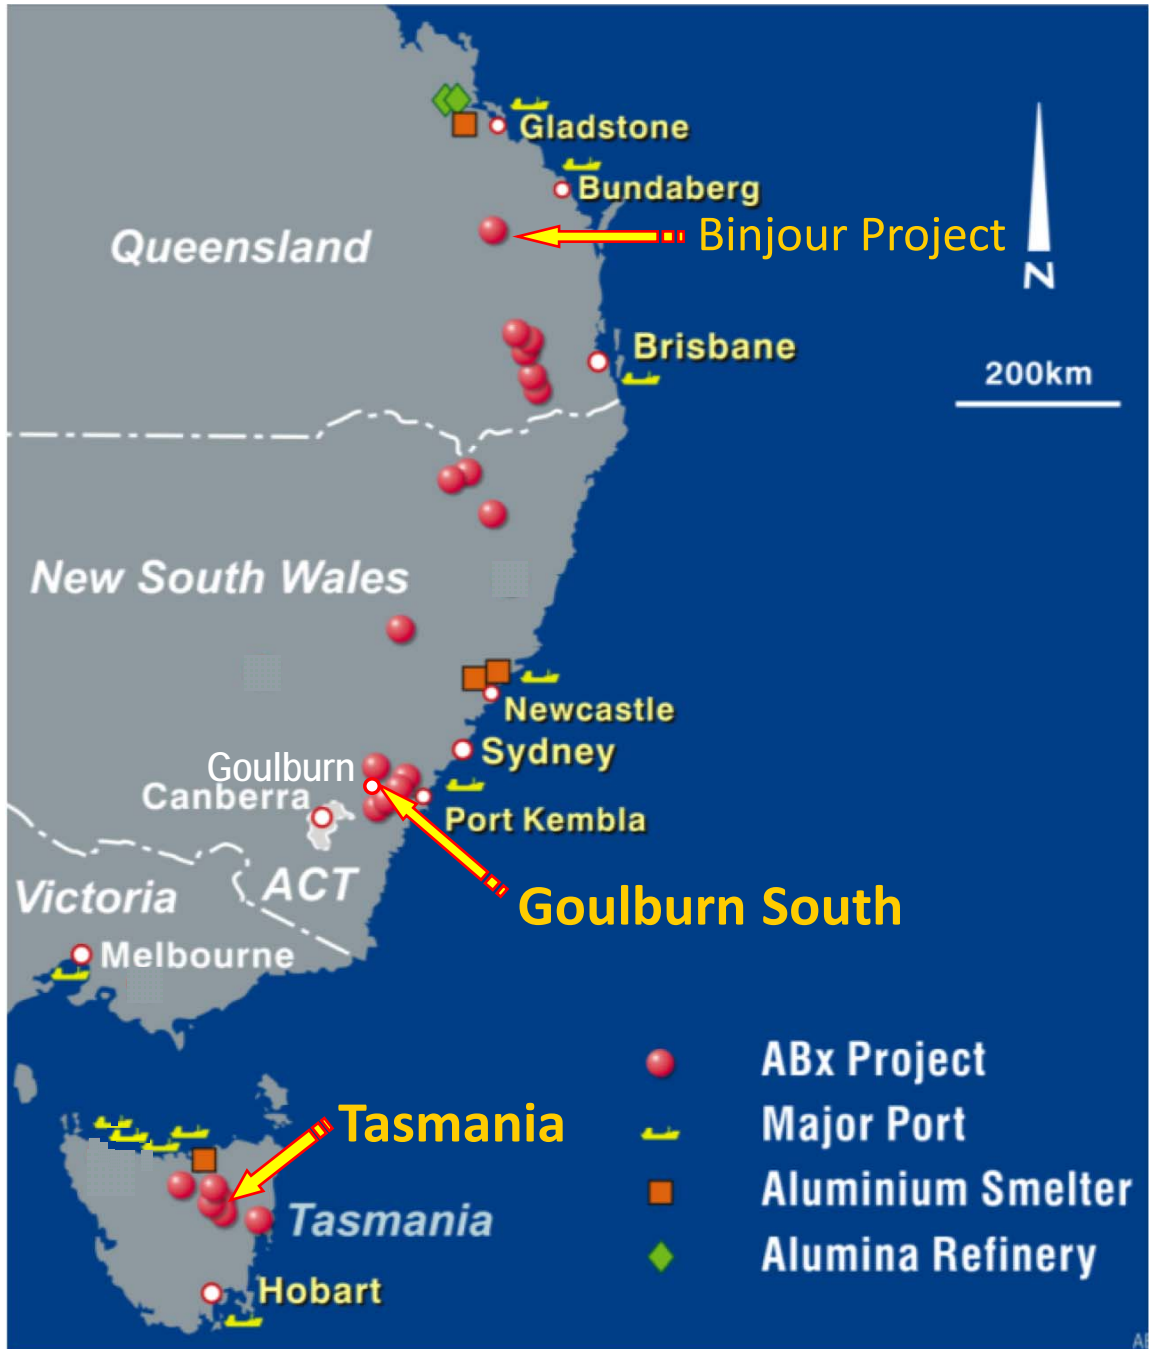 Gladstone
Bundaberg
Queensland
Binjour Project
N
Brisbane
200km
New South Wales
Newcastle
Sydney
Goulburn
Canberra
Port Kembla
ACT
Victoria
Goulburn South
Melbourne
ABx Project
Major Port
Tasmania
Aluminium Smelter
Tasmania
Alumina Refinery
Hobart